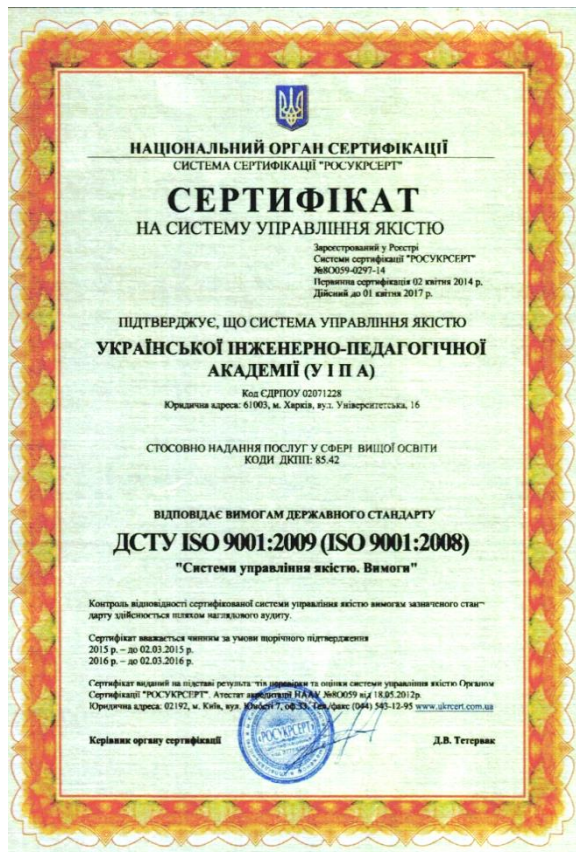 НАЦІОНАЛЬНИЙ ОРГАН СЕРТИФІКАЦІЇ
СИСТЕМА СЕРТИФІКАЦІЇ "РОСУКРСЕРТ"
СЕРТИФІКАТ
НА СИСТЕМУ УПРАВЛІННЯ ЯКІСТЮ
Зареєстрований у Реєстрі
Системи сертифікації "РОСУКРСЕРТ"
№8О059-0297-14
Первинна сертифікація 02 квітня 2014 р.
Дійсний до 01 квітня 2017 р.
ПІДТВЕРДЖУЄ, ЩО СИСТЕМА УПРАВЛІННЯ ЯКІСТЮ
УКРАЇНСЬКОЇ ІНЖЕНЕРНО-ПЕДАГОГІЧНОЇ
АКАДЕМІЇ (У І П А)
Код ЄДРПОУ 02071228
Юридична адреса: 61003, м. Харків, вул. Університетська, 16
СТОСОВНО НАДАННЯ ПОСЛУГ У СФЕРІ ВИЩОЇ ОСВІТИ
КОДИ ДКПП: 85.42
ВІДПОВІДАЄ ВИМОГАМ ДЕРЖАВНОГО СТАНДАРТУ
ДСТУ ISO 9001:2009 (ISO 9001:2008)
"Системи управління якістю. Вимоги"
Контроль відповідності сертифікованої системи управління якістю вимогам зазначеного стан-
дарту здійснюється шляхом наглядового аудиту.
Сертифікат вважається чинним за умови щорічного підтвердження
2015 р. – до 02.03.2015 р.
2016 р. – до 02.03.2016 р.
Сертифікат виданий на підставі результатів перевірки та оцінки системи управління якістю Органом
Сертифікації "РОСУКРСЕРТ". Атестат акредитації НААУ №8О059 від 18.05.2012р.
Юридична адреса: 02192, м. Київ, вул. Юності 7, оф.33. Тел./факс (044) 543-12-95 www.ukrcert.com.ua
Керівник органу сертифікації
Д.В. Тетервак
РОСУКРСЕРТ